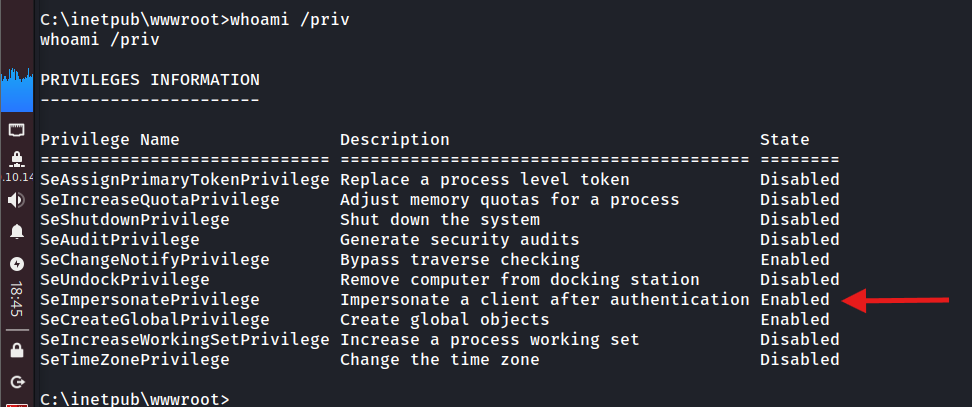 C:\inetpub\wwwroot>whoami /priv
whoami /priv
PRIVILEGES INFORMATION
----------------------
Privilege Name                Description                               State
============================= ========================================= ========
SeAssignPrimaryTokenPrivilege Replace a process level token             Disabled
SeIncreaseQuotaPrivilege      Adjust memory quotas for a process        Disabled
SeShutdownPrivilege           Shut down the system                      Disabled
SeAuditPrivilege              Generate security audits                  Disabled
SeChangeNotifyPrivilege       Bypass traverse checking                  Enabled
SeUndockPrivilege             Remove computer from docking station      Disabled
SeImpersonatePrivilege        Impersonate a client after authentication Enabled
SeCreateGlobalPrivilege       Create global objects                     Enabled
SeIncreaseWorkingSetPrivilege Increase a process working set            Disabled
SeTimeZonePrivilege           Change the time zone                      Disabled
C:\inetpub\wwwroot>
.10.14
18:45